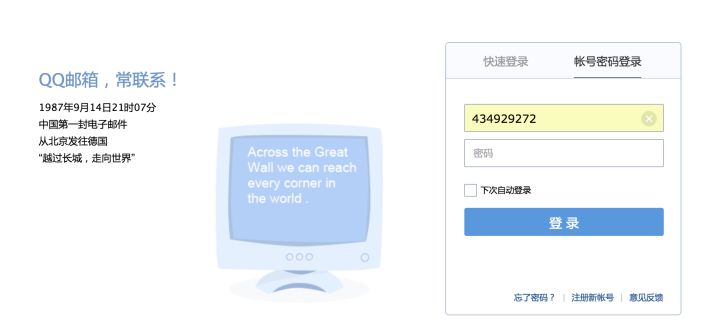 QQ邮箱，常联系！
1987年9月14日21时07分
中国第一封电子邮件
从北京发往德国
“越过长城，走向世界”
Across the Great
Wall we can reach
every corner in
the world .
快速登录 帐号密码登录
434929272
密码
下次自动登录
登 录
忘了密码？ | 注册新帐号 | 意见反馈